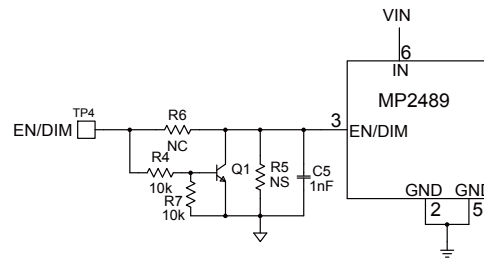 VIN
6
IN
MP2489
TP4
EN/DIM
R6
NC
3
EN/DIM
R4
10k
Q1
R7
10k
R5
NS
C5
1nF
GND
2
GND
5